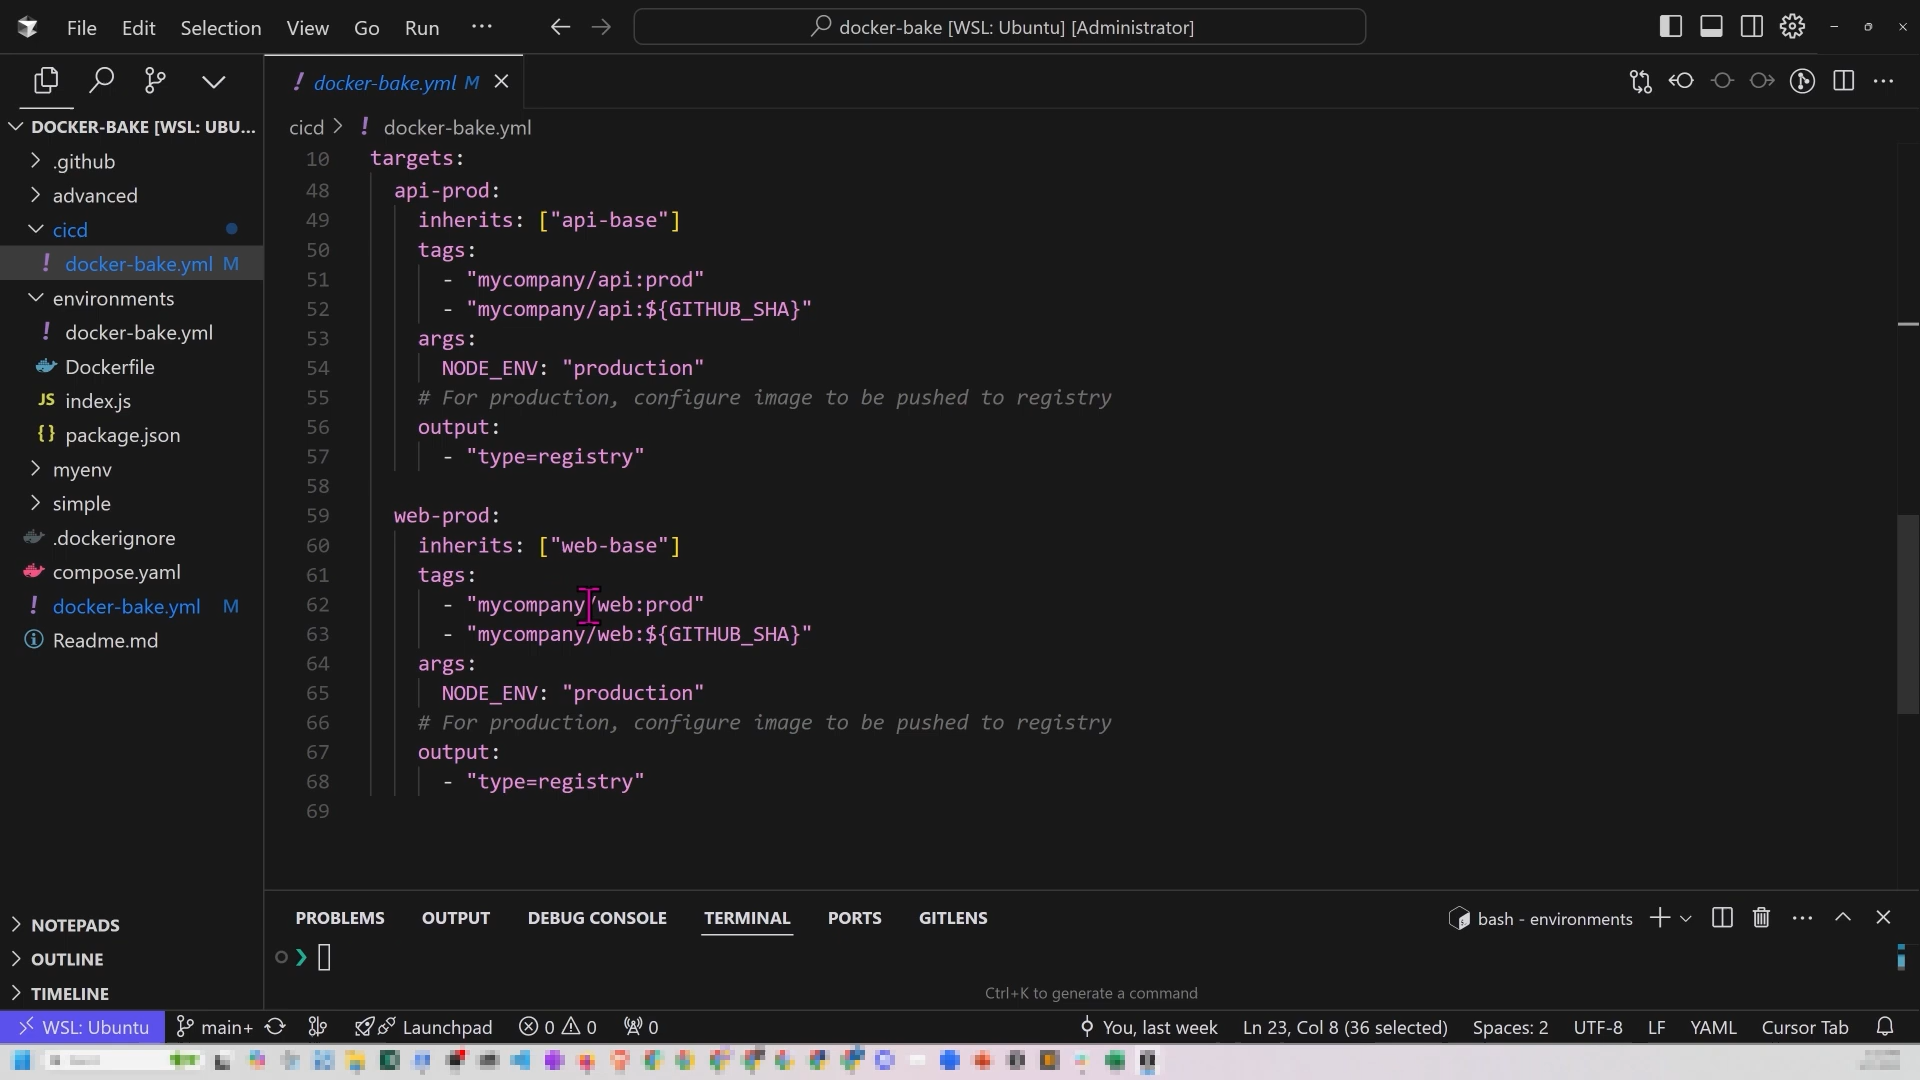 File Edit Selection View Go Run ··· docker-bake [WSL: Ubuntu] [Administrator]
DOCKER-BAKE [WSL: UBU...
.github
advanced
cicd
! docker-bake.yml M
environments
! docker-bake.yml
Dockerfile
JS index.js
{} package.json
myenv
simple
.dockerignore
compose.yaml
! docker-bake.yml M
Readme.md
NOTEPADS
OUTLINE
TIMELINE
! docker-bake.yml M
cicd > ! docker-bake.yml
10 targets:
48 api-prod:
49 inherits: ["api-base"]
50 tags:
51 - "mycompany/api:prod"
52 - "mycompany/api:${GITHUB_SHA}"
53 args:
54 NODE_ENV: "production"
55 # For production, configure image to be pushed to registry
56 output:
57 - "type=registry"
58
59 web-prod:
60 inherits: ["web-base"]
61 tags:
62 - "mycompany/web:prod"
63 - "mycompany/web:${GITHUB_SHA}"
64 args:
65 NODE_ENV: "production"
66 # For production, configure image to be pushed to registry
67 output:
68 - "type=registry"
69
PROBLEMS OUTPUT DEBUG CONSOLE TERMINAL PORTS GITLENS bash - environments
Ctrl+K to generate a command
WSL: Ubuntu main+ Launchpad 0 0 0 You, last week Ln 23, Col 8 (36 selected) Spaces: 2 UTF-8 LF YAML Cursor Tab